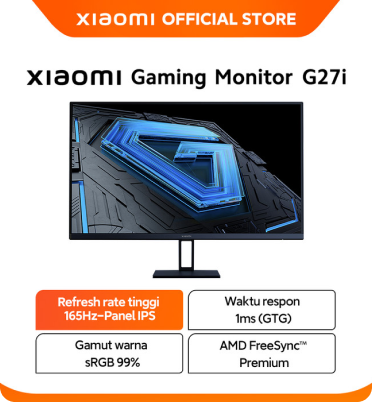 xiaomi OFFICIAL STORE
xiaomi Gaming Monitor G27i
Refresh rate tinggi
165Hz-Panel IPS
Waktu respon
1ms (GTG)
Gamut warna
sRGB 99%
AMD FreeSync™
Premium